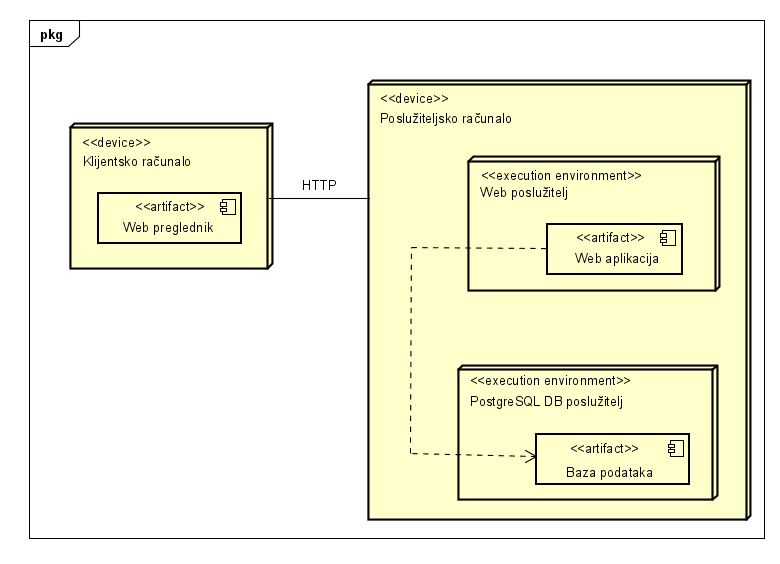 pkg
<<device>>
Klijentsko računalo
<<artifact>>
Web preglednik
HTTP
<<device>>
Poslužiteljsko računalo
<<execution environment>>
Web poslužitelj
<<artifact>>
Web aplikacija
<<execution environment>>
PostgreSQL DB poslužitelj
<<artifact>>
Baza podataka